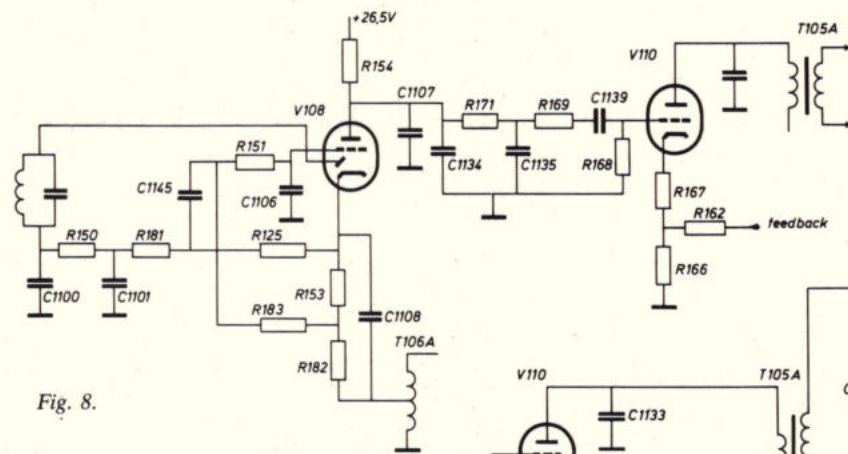 +26,5V
R154
V108
C1107
R171
R169
C1139
V110
T105A
R151
C1145
C1106
C1134
C1135
R168
R167
R162
feedback
R166
R150
R181
R125
C1100
C1101
R153
R183
C1108
R182
T106A
Fig. 8.
V110
T105A
C1133